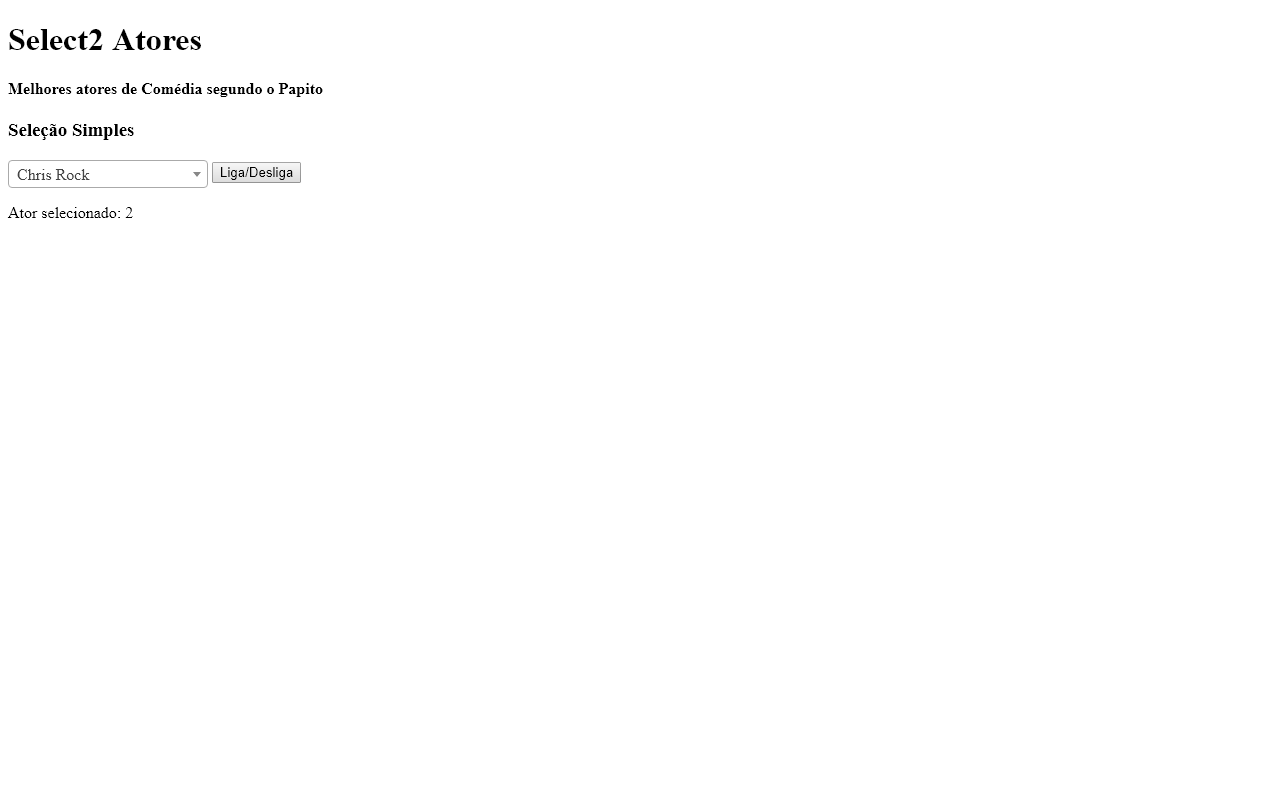 Select2 Atores
Melhores atores de Comédia segundo o Papito
Seleção Simples
Chris Rock Liga/Desliga
Ator selecionado: 2